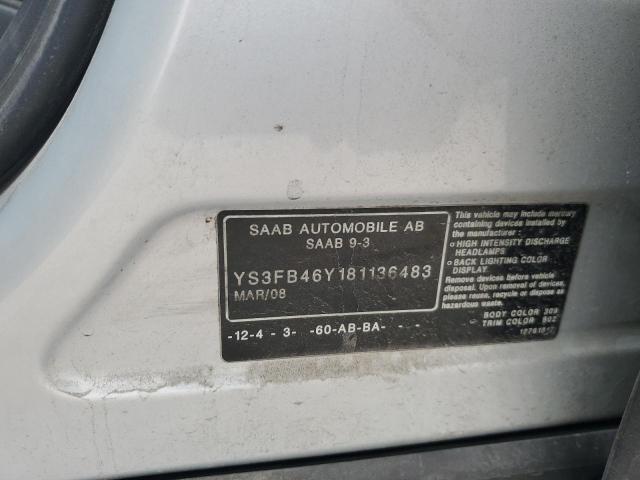 SAAB AUTOMOBILE AB
SAAB 9-3
YS3FB46Y181136483
MAR/08
-12-4 - 3- -60-AB-BA- - -
This vehicle may include mercury
containing devices installed by
the manufacturer:
o HIGH INTENSITY DISCHARGE
HEADLAMPS
o BACK LIGHTING COLOR
DISPLAY.
Remove devices before vehicle
disposal. Upon removal of devices,
please reuse, recycle or dispose as
hazardous waste.
BODY COLOR 309
TRIM COLOR 802